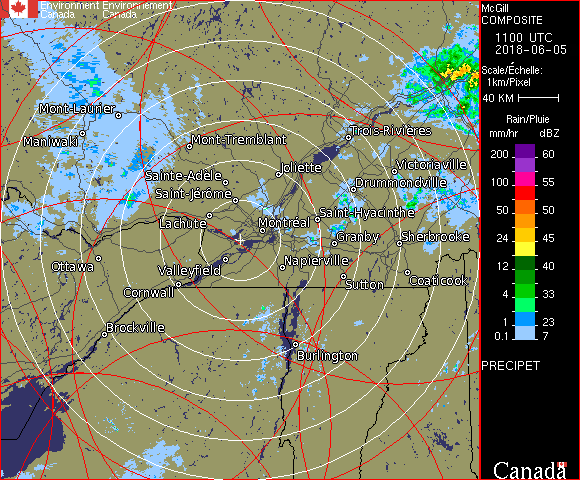 Environment Environnement
Canada Canada
McGill
COMPOSITE
1100 UTC
2018-06-05
Scale/Échelle:
1km/Pixel
40 KM
Rain/Pluie
mm/hr dBZ
200 60
100 55
50 50
24 45
12 40
4 33
1 23
0.1 7
PRECIPET
Canada
Mont-Laurier
Maniwaki
Mont-Tremblant
Trois-Rivières
Sainte-Adèle
Joliette
Victoriaville
Saint-Jérôme
Drummondville
Lachute
Saint-Hyacinthe
Montréal
Granby
Sherbrooke
Ottawa
Valleyfield
Napierville
Cornwall
Sutton
Coaticook
Brockville
Burlington